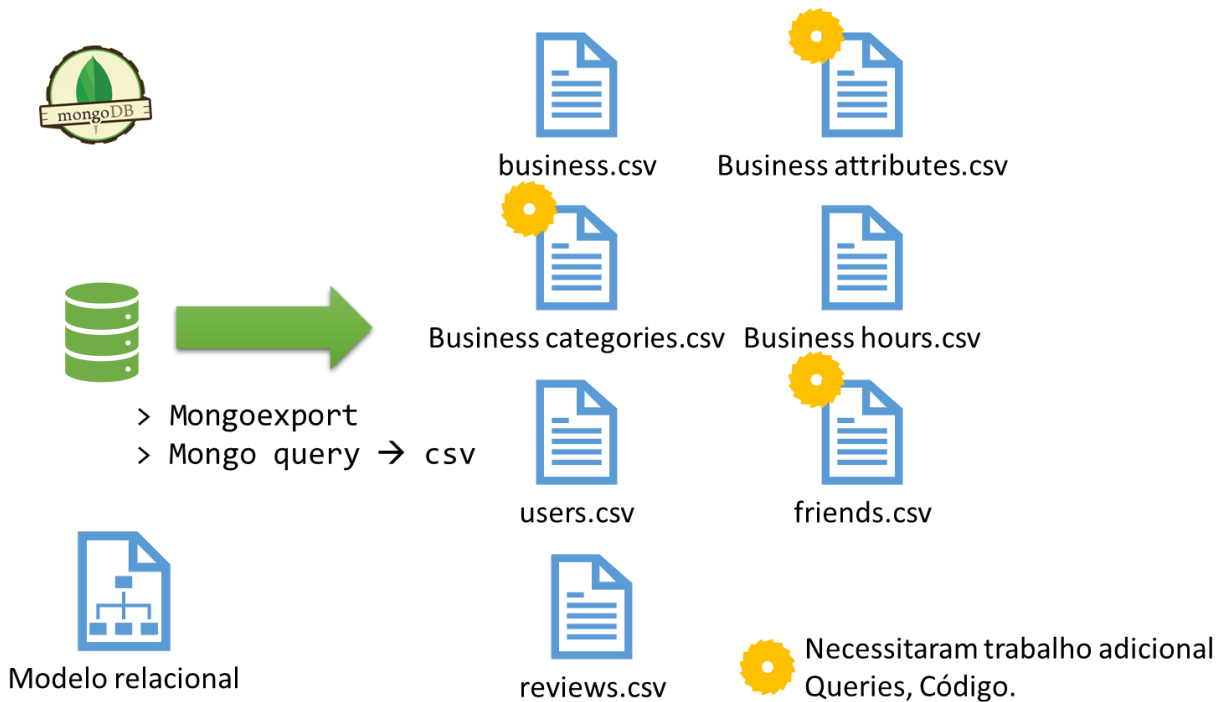 mongoDB
business.csv
Business attributes.csv
Business categories.csv
Business hours.csv
> Mongoexport
> Mongo query → csv
users.csv
friends.csv
Modelo relacional
reviews.csv
Necessitaram trabalho adicional
Queries, Código.